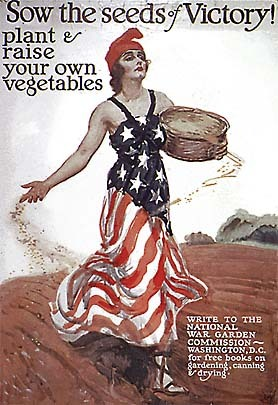 Sow the seeds of Victory!
plant &
raise
your own
vegetables
WRITE TO THE
NATIONAL
WAR GARDEN
COMMISSION ~
WASHINGTON, D.C.
for free books on
gardening, canning
& drying.